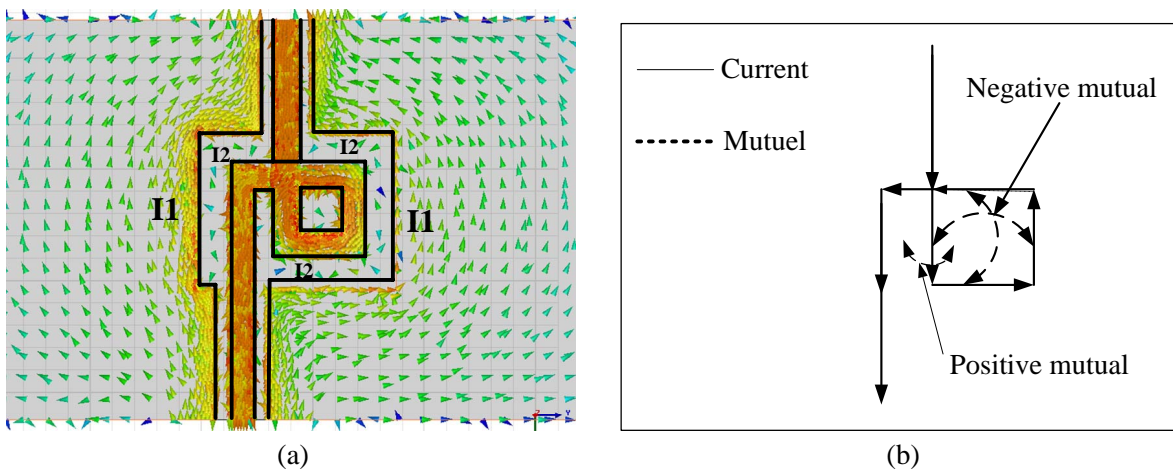 I2
I2
I1
I1
I2
Y
Current
Negative mutual
Mutuel
Positive mutual
(a)
(b)